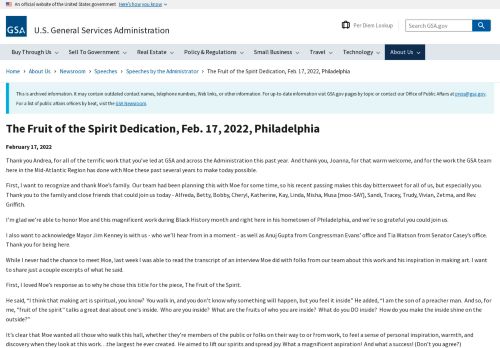 An official website of the United States government Here's how you know
GSA U.S. General Services Administration
Per Diem Lookup
Search GSA.gov
Buy Through Us Sell To Government Real Estate Policy & Regulations Small Business Travel Technology About Us
Home › About Us › Newsroom › Speeches › Speeches by the Administrator › The Fruit of the Spirit Dedication, Feb. 17, 2022, Philadelphia
This is archived information. It may contain outdated contact names, telephone numbers, Web links, or other information. For up-to-date information visit GSA.gov pages by topic or contact our Office of Public Affairs at press@gsa.gov.
For a list of public affairs officers by beat, visit the GSA Newsroom.
The Fruit of the Spirit Dedication, Feb. 17, 2022, Philadelphia
February 17, 2022
Thank you Andrea, for all of the terrific work that you've led at GSA and across the Administration this past year. And thank you, Joanna, for that warm welcome, and for the work the GSA team
here in the Mid-Atlantic Region has done with Moe these past several years to make today possible.
First, I want to recognize and thank Moe's family. Our team had been planning this with Moe for some time, so his recent passing makes this day bittersweet for all of us, but especially you.
Thank you to the family and close friends that could join us today - Alfreda, Betty, Bobby, Cheryl, Katherine, Kay, Linda, Misha, Musa [moo-SAY], Sandi, Tracey, Trudy, Vivian, Zetma, and Rev.
Griffith.
I'm glad we're able to honor Moe and this magnificent work during Black History month and right here in his hometown of Philadelphia, and we're so grateful you could join us.
I also want to acknowledge Mayor Jim Kenney is with us - who we'll hear from in a moment - as well as Anuj Gupta from Congressman Evans' office and Tia Watson from Senator Casey's office.
Thank you for being here.
While I never had the chance to meet Moe, last week I was able to read the transcript of an interview Moe did with folks from our team about this work and his inspiration in making art. I want
to share just a couple excerpts of what he said.
First, I loved Moe's response as to why he chose this title for the piece, The Fruit of the Spirit.
He said, "I think that making art is spiritual, you know? You walk in, and you don't know why something will happen, but you feel it inside" He added, "I am the son of a preacher man. And so, for
me, "fruit of the spirit" talks a great deal about one's inside. Who are you inside? What are the fruits of who you are inside? What do you DO inside? How do you make the inside shine on the
outside?"
It's clear that Moe wanted all those who walk this hall, whether they're members of the public or folks on their way to or from work, to feel a sense of personal inspiration, warmth, and
discovery when they look at this work…the largest he ever created. He aimed to lift our spirits and spread joy. What a magnificent aspiration! And what a success! (Don't you agree?)